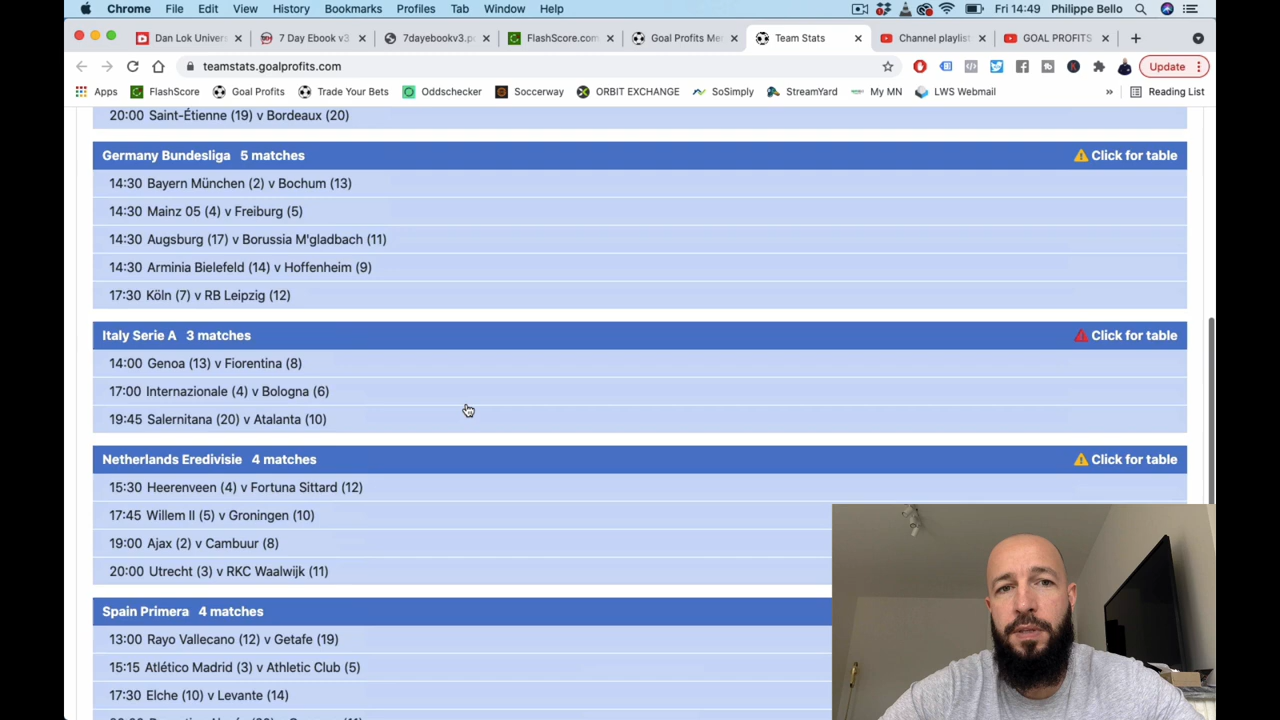 Chrome File Edit View History Bookmarks Profiles Tab Window Help Fri 14:49 Philippe Bello
Dan Lok Univers 7 Day Ebook v3 7dayebookv3.p FlashScore.com Goal Profits Me Team Stats Channel playlist GOAL PROFITS
teamstats.goalprofits.com Update
Apps FlashScore Goal Profits Trade Your Bets Oddschecker Soccerway ORBIT EXCHANGE SoSimply StreamYard My MN LWS Webmail » Reading List
20:00 Saint-Étienne (19) v Bordeaux (20)
Germany Bundesliga 5 matches Click for table
14:30 Bayern München (2) v Bochum (13)
14:30 Mainz 05 (4) v Freiburg (5)
14:30 Augsburg (17) v Borussia M'gladbach (11)
14:30 Arminia Bielefeld (14) v Hoffenheim (9)
17:30 Köln (7) v RB Leipzig (12)
Italy Serie A 3 matches Click for table
14:00 Genoa (13) v Fiorentina (8)
17:00 Internazionale (4) v Bologna (6)
19:45 Salernitana (20) v Atalanta (10)
Netherlands Eredivisie 4 matches Click for table
15:30 Heerenveen (4) v Fortuna Sittard (12)
17:45 Willem II (5) v Groningen (10)
19:00 Ajax (2) v Cambuur (8)
20:00 Utrecht (3) v RKC Waalwijk (11)
Spain Primera 4 matches
13:00 Rayo Vallecano (12) v Getafe (19)
15:15 Atlético Madrid (3) v Athletic Club (5)
17:30 Elche (10) v Levante (14)